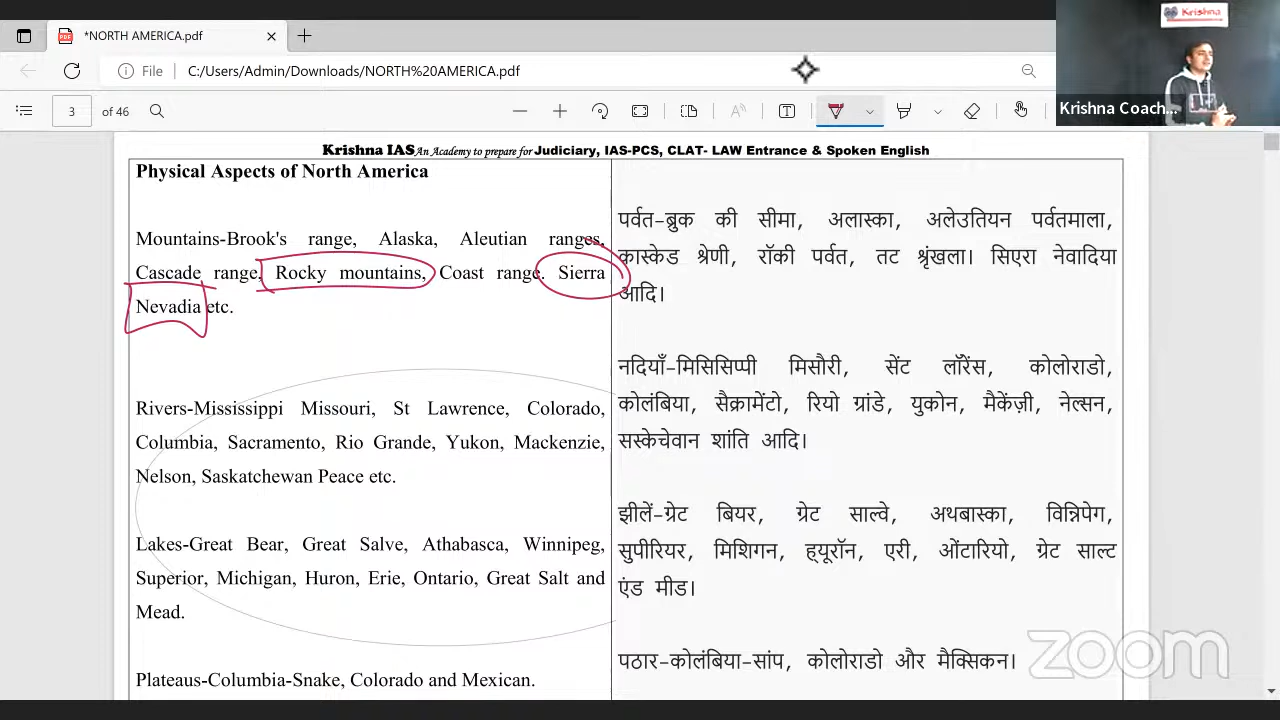 *NORTH AMERICA.pdf
File C:/Users/Admin/Downloads/NORTH%20AMERICA.pdf
Krishna
3 of 46
Krishna Coach...
Krishna IAS An Academy to prepare for Judiciary, IAS-PCS, CLAT- LAW Entrance & Spoken English
Physical Aspects of North America
Mountains-Brook's range, Alaska, Aleutian ranges,
Cascade range, Rocky mountains, Coast range. Sierra
Nevadia etc.
Rivers-Mississippi Missouri, St Lawrence, Colorado,
Columbia, Sacramento, Rio Grande, Yukon, Mackenzie,
Nelson, Saskatchewan Peace etc.
Lakes-Great Bear, Great Salve, Athabasca, Winnipeg,
Superior, Michigan, Huron, Erie, Ontario, Great Salt and
Mead.
Plateaus-Columbia-Snake, Colorado and Mexican.
पर्वत-ब्रुक की सीमा, अलास्का, अलेउतियन पर्वतमाला,
कास्केड श्रेणी, रॉकी पर्वत, तट श्रृंखला। सिएरा नेवादिया
आदि।
नदियाँ-मिसिसिप्पी मिसौरी, सेंट लॉरेंस, कोलोराडो,
कोलंबिया, सैक्रामेंटो, रियो ग्रांडे, युकोन, मैकेंज़ी, नेल्सन,
सस्केचेवान शांति आदि।
झीलें-ग्रेट बियर, ग्रेट साल्वे, अथबास्का, विन्निपेग,
सुपीरियर, मिशिगन, ह्यूरॉन, एरी, ओंटारियो, ग्रेट साल्ट
एंड मीड।
पठार-कोलंबिया-सांप, कोलोराडो और मैक्सिकन।
zoom